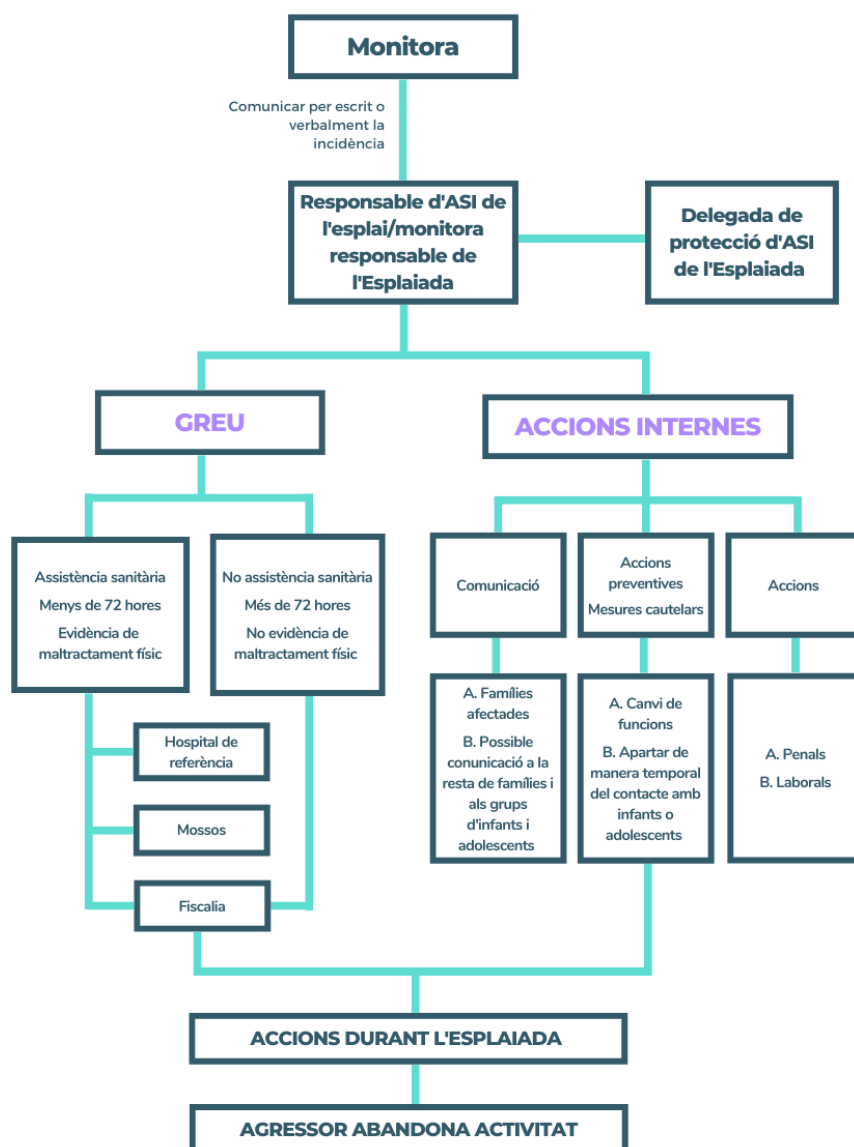 Monitora
Comunicar per escrit o
verbalment la
incidència
Responsable d'ASI de
l'esplai/monitora
responsable de
l'Esplaiada
Delegada de
protecció d'ASI
de l'Esplaiada
GREU
ACCIONS INTERNES
Assistència sanitària
Menys de 72 hores
Evidència de
maltractament físic
No assistència sanitària
Més de 72 hores
No evidència de
maltractament físic
Comunicació
Accions
preventives
Mesures cautelars
Accions
Hospital de
referència
Mossos
Fiscalia
A. Famílies
afectades
B. Possible
conunicació a la
resta de famílies i
als grups
d'infants i
adolescents
A. Canvi de
funcions
B. Apartar de
manera temporal
del contacte amb
infants o
adolescents
A. Penals
B. Laborals
ACCIONS DURANT L'ESPLAIADA
AGRESSOR ABANDONA ACTIVITAT